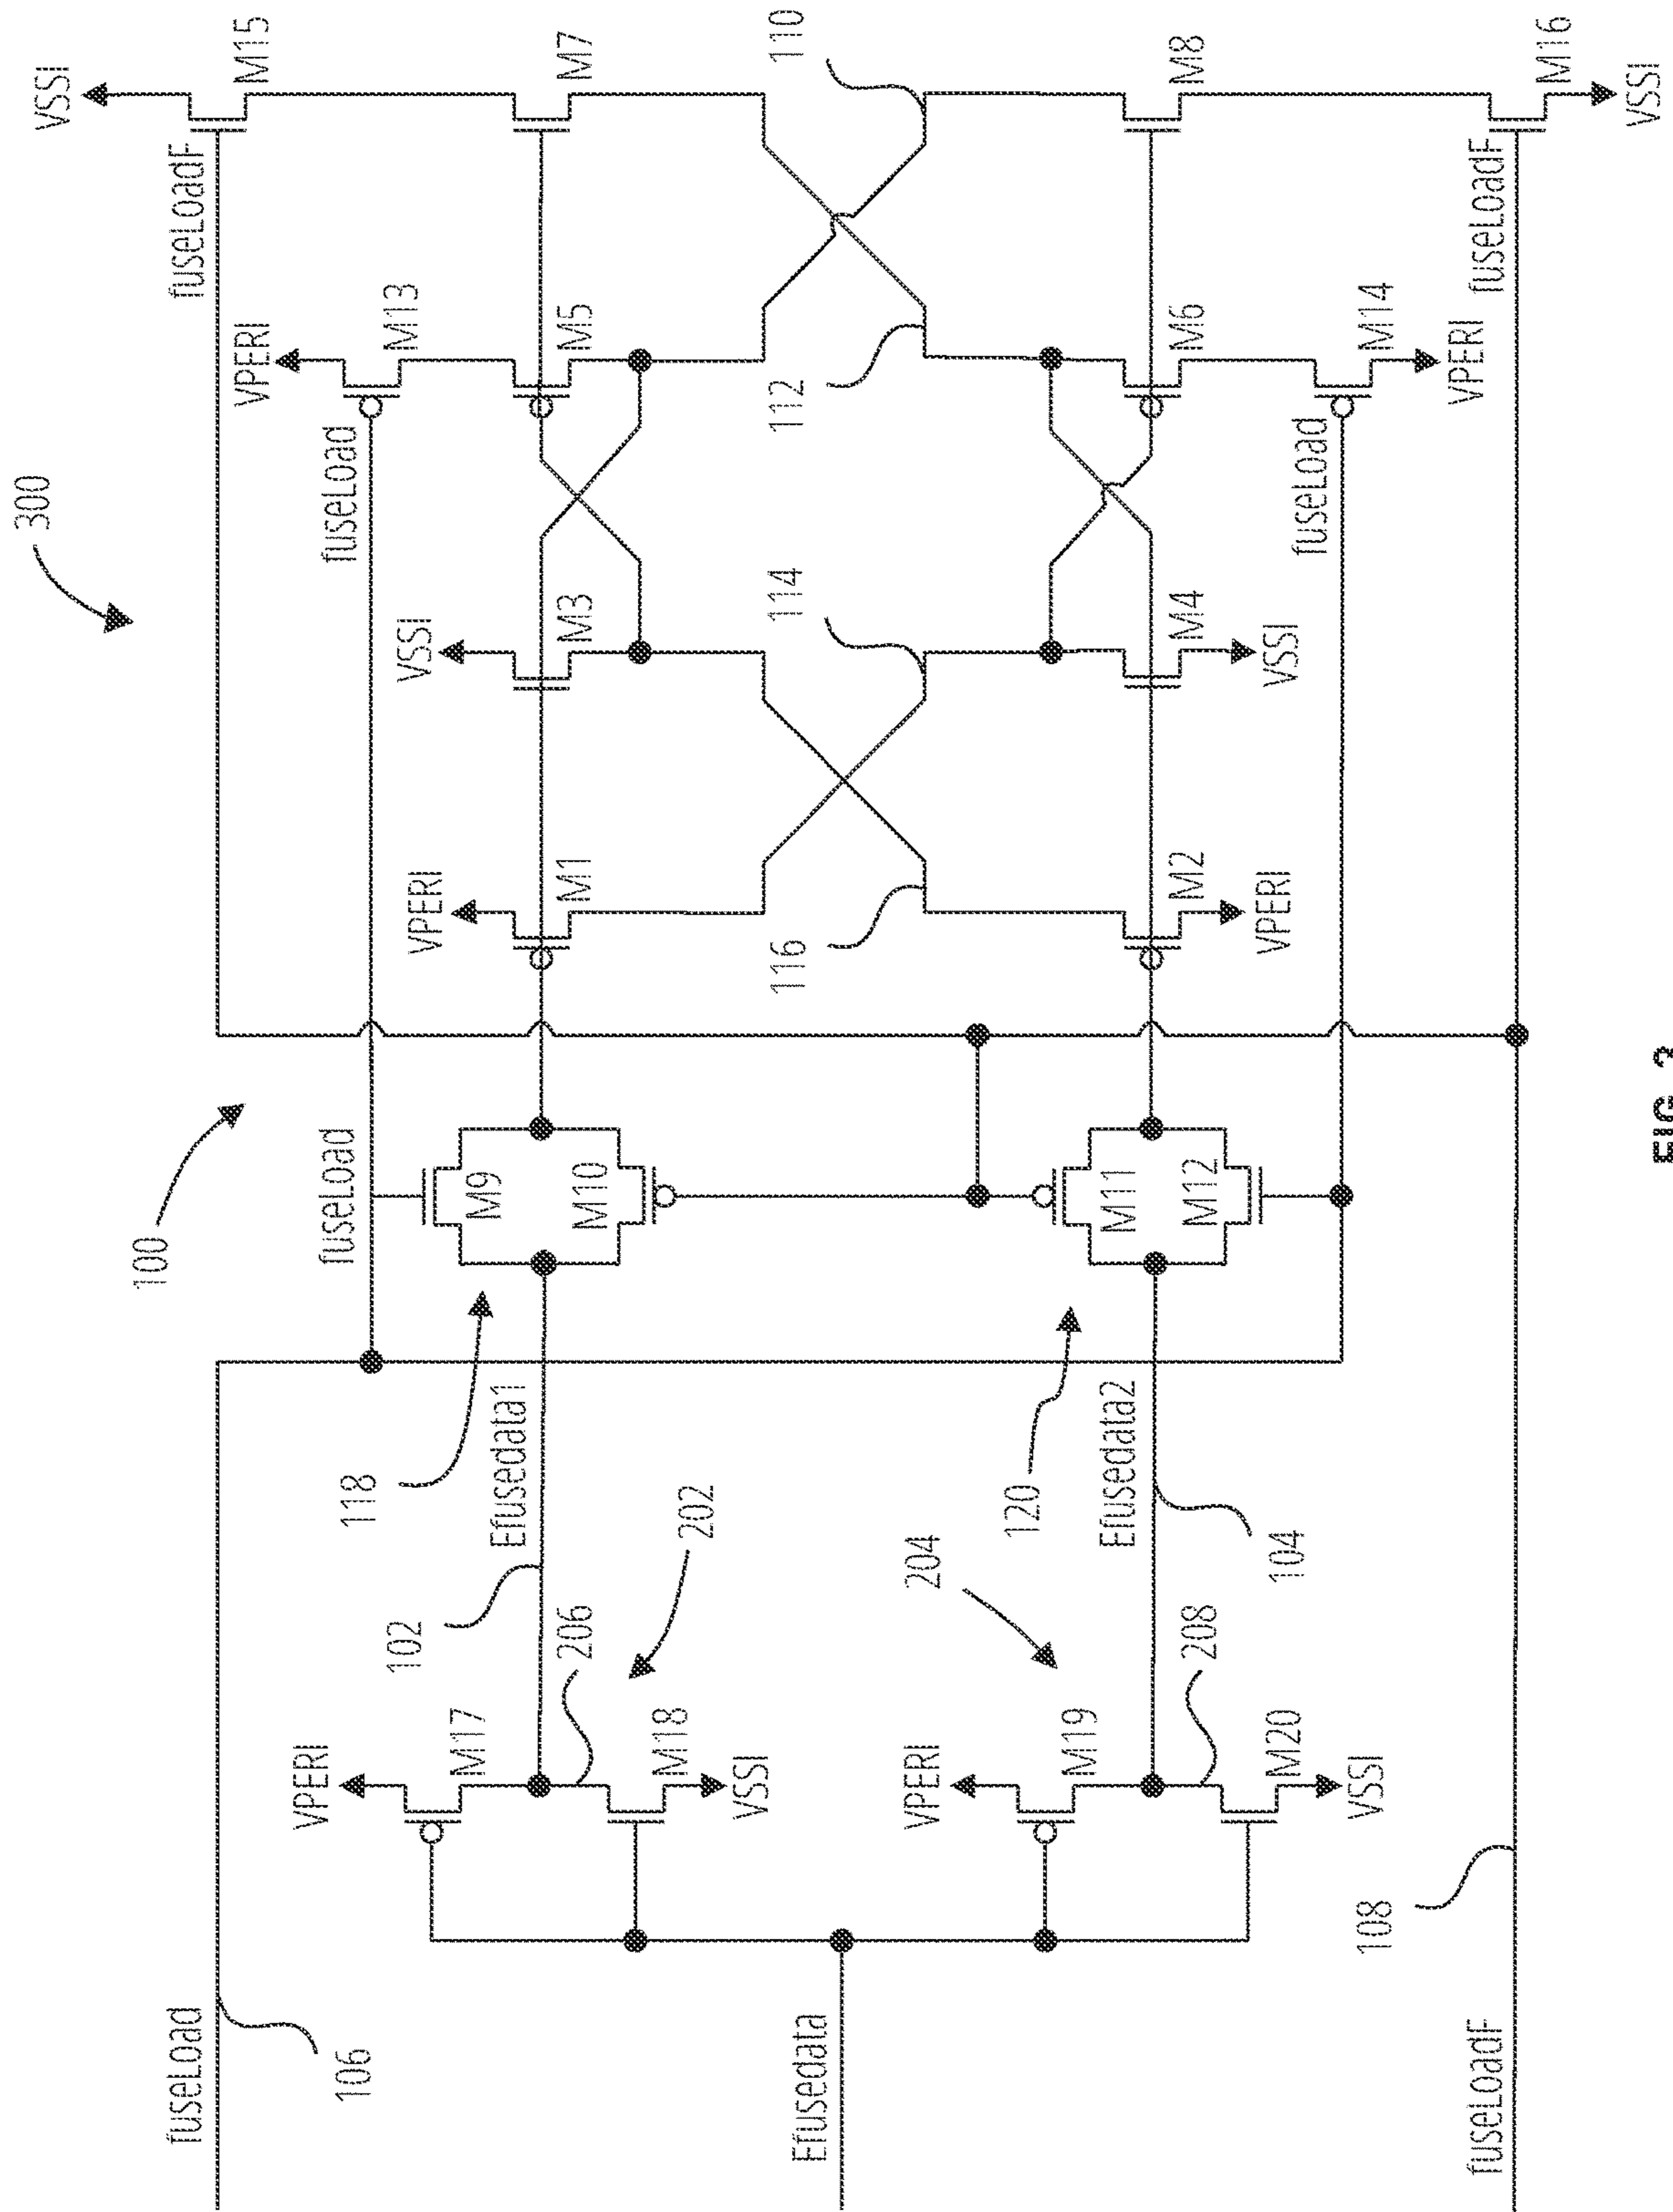 300
VSSI
100
fuseLoad
fuseLoadF
M15
VPERI
106
fuseLoad
fuseLoad
M13
VPERI
118
VPERI
VSSI
102
Efusedata1
M17
M9
206
M10
M1
M3
M5
M7
202
M18
VSSI
116
114
112
110
Efusedata
VPERI
204
120
M19
Efusedata2
M11
208
M12
M2
M4
M6
M8
M20
104
VPERI
VSSI
fuseLoad
M14
VSSI
108
VPERI
fuseLoadF
fuseLoadF
M16
VSSI
FIG. 3